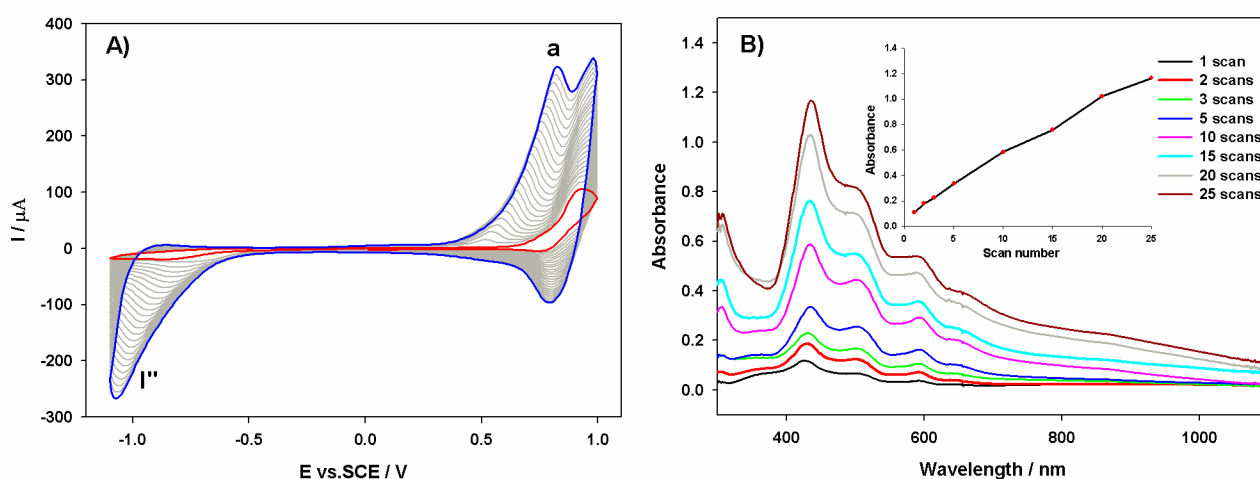 A)
a
I''
I / μA
400
300
200
100
0
-100
-200
-300
-1.0
-0.5
0.0
0.5
1.0
E vs.SCE / V
B)
Absorbance
1.4
1.2
1.0
0.8
0.6
0.4
0.2
0.0
400
600
800
1000
Wavelength / nm
Absorbance
1.4
1.2
1.0
0.8
0.6
0.4
0.2
0.0
0
5
10
15
20
25
Scan number
1 scan
2 scans
3 scans
5 scans
10 scans
15 scans
20 scans
25 scans